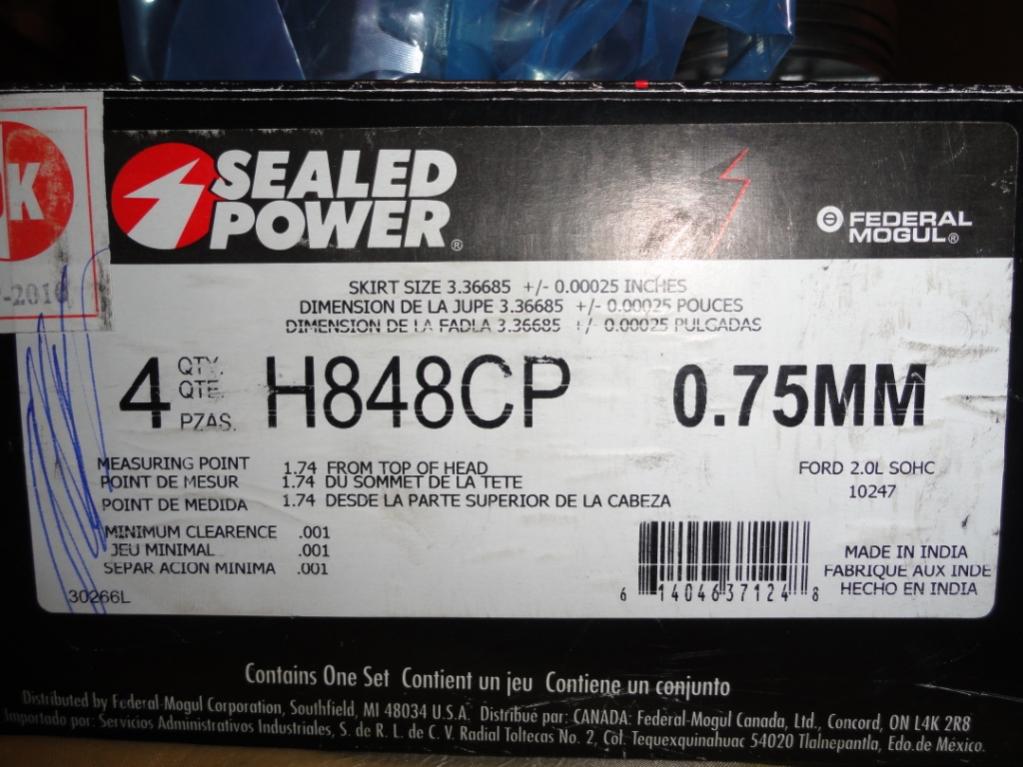 K
-2010
SEALED
POWER®
FEDERAL
MOGUL®
SKIRT SIZE 3.36685 +/- 0.00025 INCHES
DIMENSION DE LA JUPE 3.36685 +/- 0.00025 POUCES
DIMENSION DE LA FADLA 3.36685 +/- 0.00025 PULGADAS
4 QTY. H848CP 0.75MM
QTE.
PZAS.
MEASURING POINT 1.74 FROM TOP OF HEAD
POINT DE MESUR 1.74 DU SOMMET DE LA TETE
POINT DE MEDIDA 1.74 DESDE LA PARTE SUPERIOR DE LA CABEZA
FORD 2.0L SOHC
10247
MINIMUM CLEARENCE .001
JEU MINIMAL .001
SEPAR ACION MINIMA .001
30266L
6 14046 37124 8
MADE IN INDIA
FABRIQUE AUX INDE
HECHO EN INDIA
Contains One Set Contient un jeu Contiene un conjunto
Distributed by Federal-Mogul Corporation, Southfield, MI 48034 U.S.A. Distribué par: CANADA: Federal-Mogul Canada, Ltd., Concord, ON L4K 2R8
Importado por: Servicios Administrativos Industriales, S. de R. L. de C. V. Radial Toltecas No. 2, Col. Tequexquinahuac 54020 Tlalnepantla, Edo. de México.